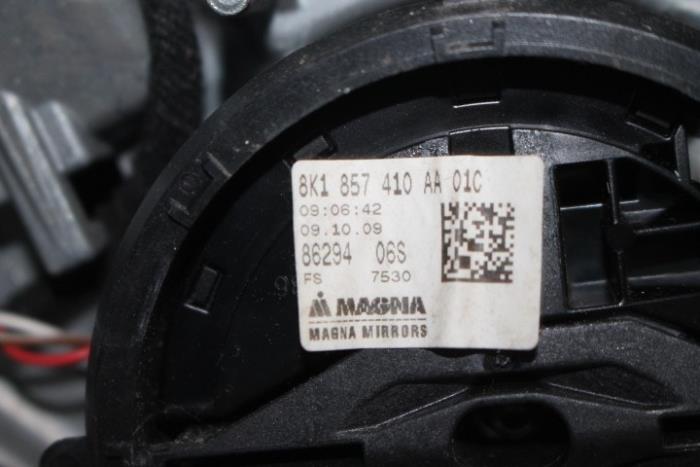 8K1 857 410 AA 01C
09:06:42
09.10.09
86294 06S
FS 7530
MAGNA
MAGNA MIRRORS